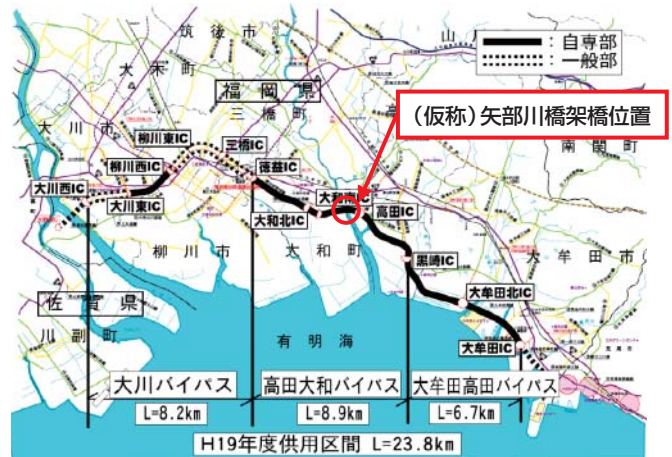 筑後市
山川
大木町
自専部
一般部
福岡県
三橋町
高
(仮称)矢部川橋架橋位置
大川市
柳川東IC
三橋IC
南関町
柳川西IC
徳益IC
大川西IC
大和南IC
大川東IC
高田IC
大和北IC
大牟田市
柳川市
大和町
黒崎IC
大牟田北IC
佐賀県
川副町
有明海
大牟田IC
大川バイパス
高田大和バイパス
大牟田高田バイパス
L=8.2km
L=8.9km
L=6.7km
H19年度供用区間 L=23.8km